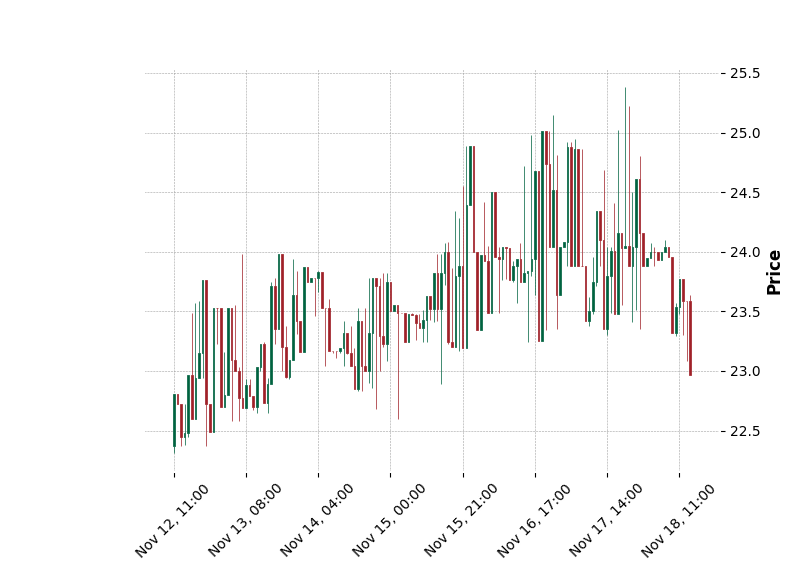 25.5
25.0
24.5
24.0
23.5
23.0
22.5
Price
Nov 12, 11:00
Nov 13, 08:00
Nov 14, 04:00
Nov 15, 00:00
Nov 15, 21:00
Nov 16, 17:00
Nov 17, 14:00
Nov 18, 11:00